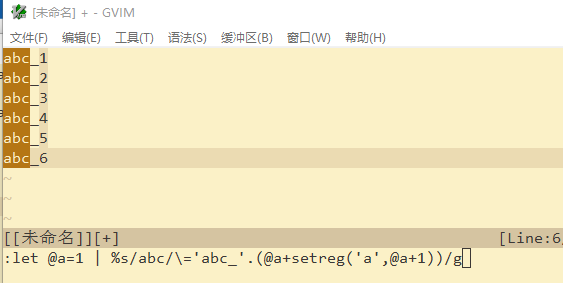 [未命名] + - GVIM
文件(F) 编辑(E) 工具(T) 语法(S) 缓冲区(B) 窗口(W) 帮助(H)
abc_1
abc_2
abc_3
abc_4
abc_5
abc_6
~
~
~
[[未命名]][+] [Line:6
:let @a=1 | %s/abc/\='abc_'.(@a+setreg('a',@a+1))/g